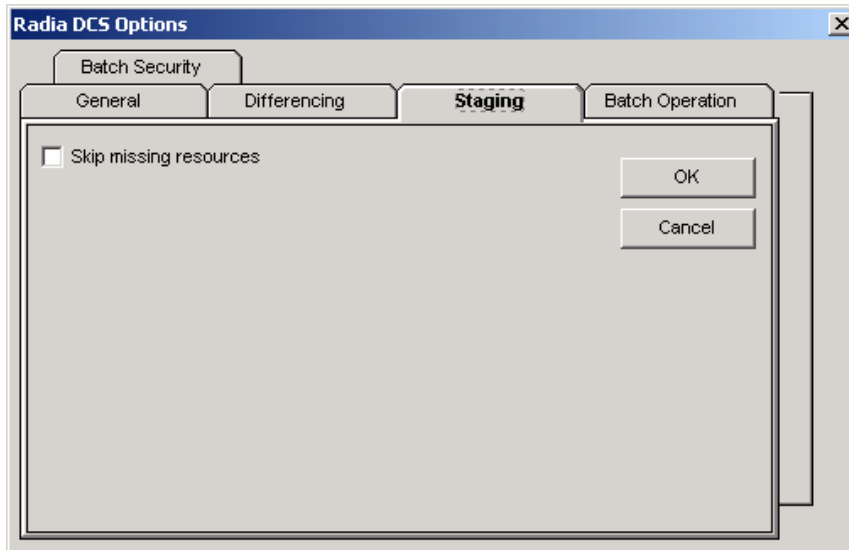 Radia DCS Options
Batch Security
General Differencing Staging Batch Operation
Skip missing resources
OK
Cancel